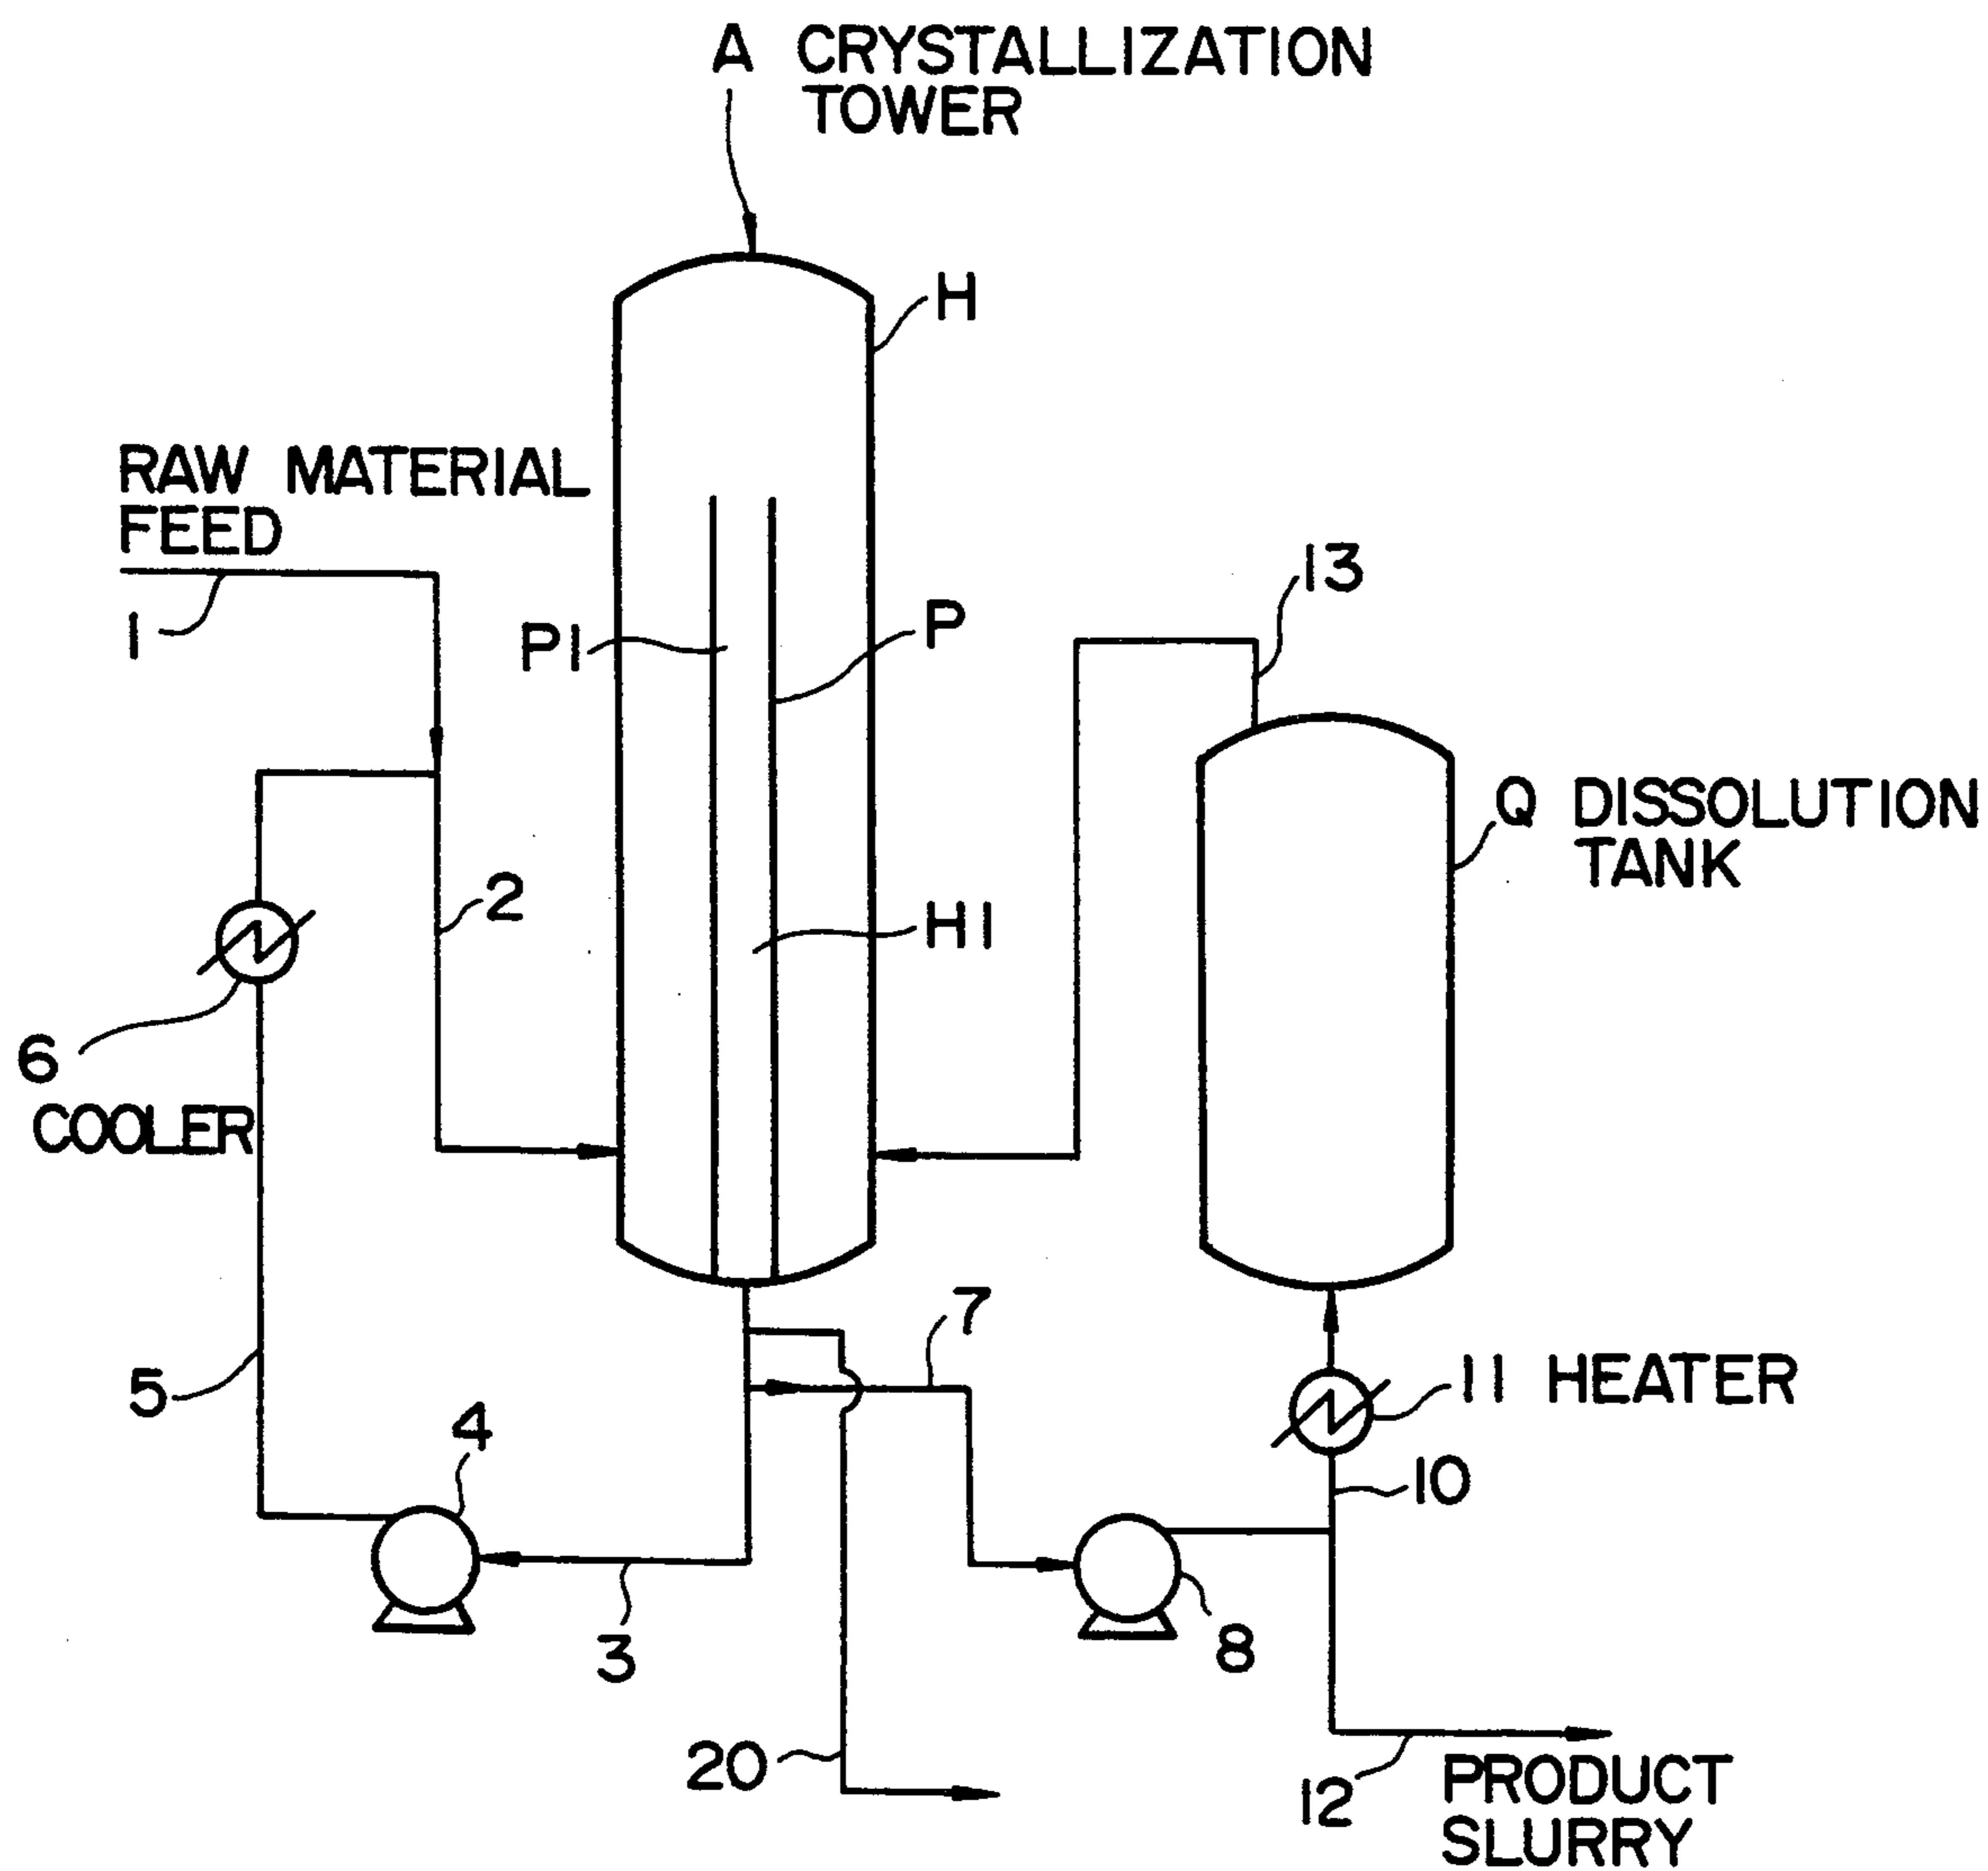 A CRYSTALLIZATION
TOWER
H
RAW MATERIAL
FEED
1
P1
P
13
Q DISSOLUTION
TANK
2
H1
6
COOLER
7
5
4
11 HEATER
10
3
8
20
12
PRODUCT
SLURRY